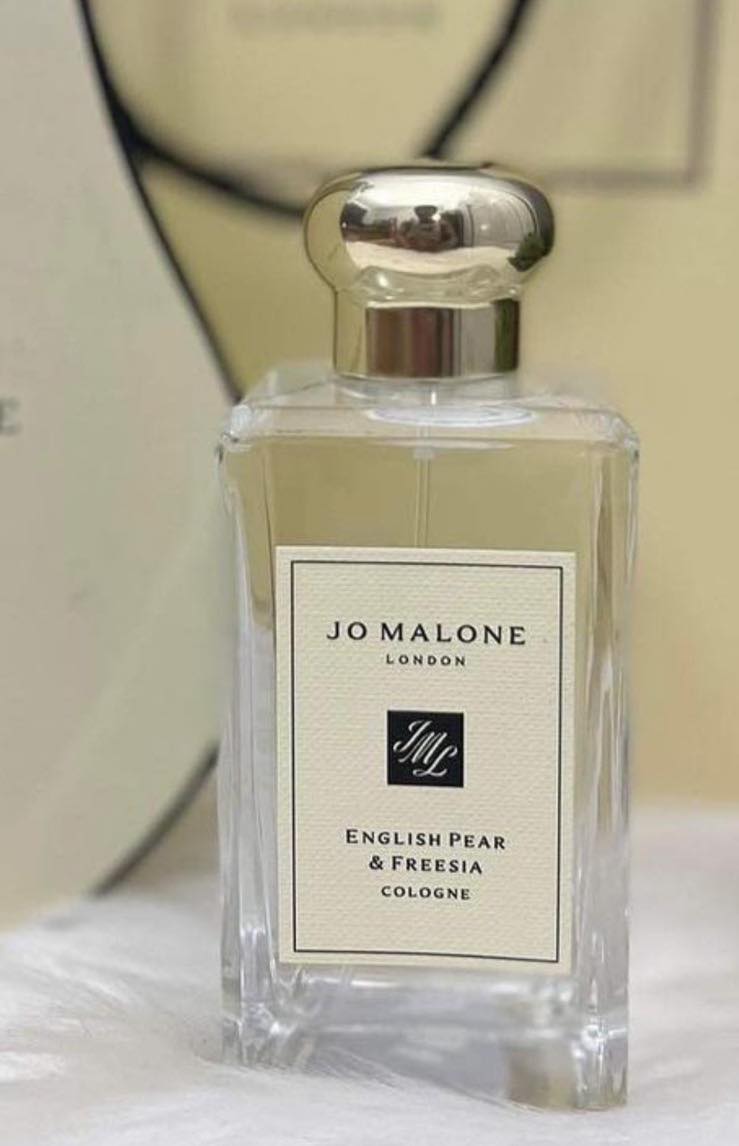 JO MALONE
LONDON
JML
ENGLISH PEAR
& FREESIA
COLOGNE